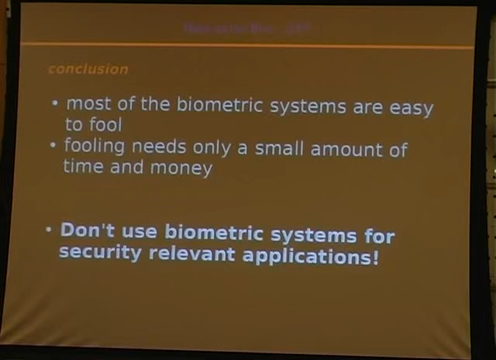 conclusion
• most of the biometric systems are easy
to fool
• fooling needs only a small amount of
time and money
• Don't use biometric systems for
security relevant applications!